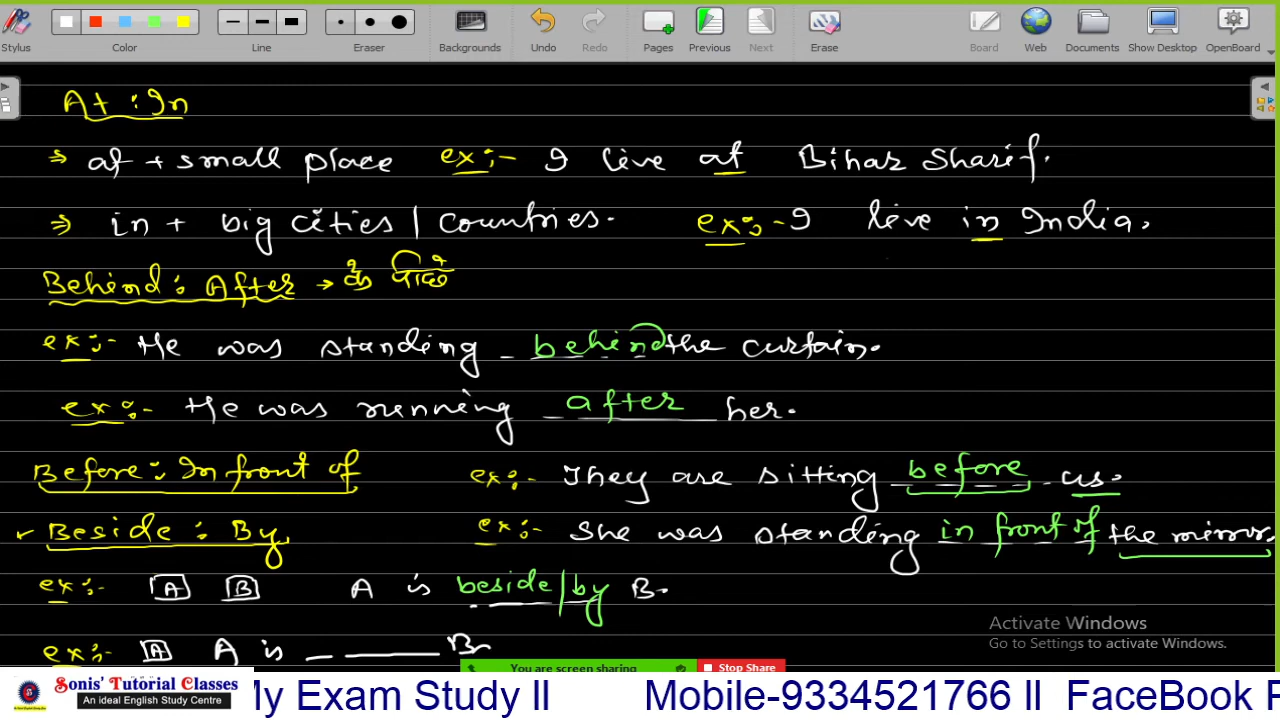 Stylus Color Line Eraser Backgrounds Undo Redo Pages Previous Next Erase Board Web Documents Show Desktop OpenBoard
At : In
⇒ at + small place ex :- I live at Bihar Sharif.
⇒ in + big cities | countries. ex :- I live in India.
Behind : After → के पीछे
ex :- He was standing behind the curtain.
ex :- He was running after her.
Before : In front of ex :- They are sitting before us.
✓ Beside : By ex :- She was standing in front of the mirror.
ex :- A B A is beside/by B.
ex :- A A is __ ____ B
Activate Windows
Go to Settings to activate Windows.
You are screen sharing Stop Share
Sonis' Tutorial Classes
An ideal English Study Centre
My Exam Study ll Mobile-9334521766 ll FaceBook